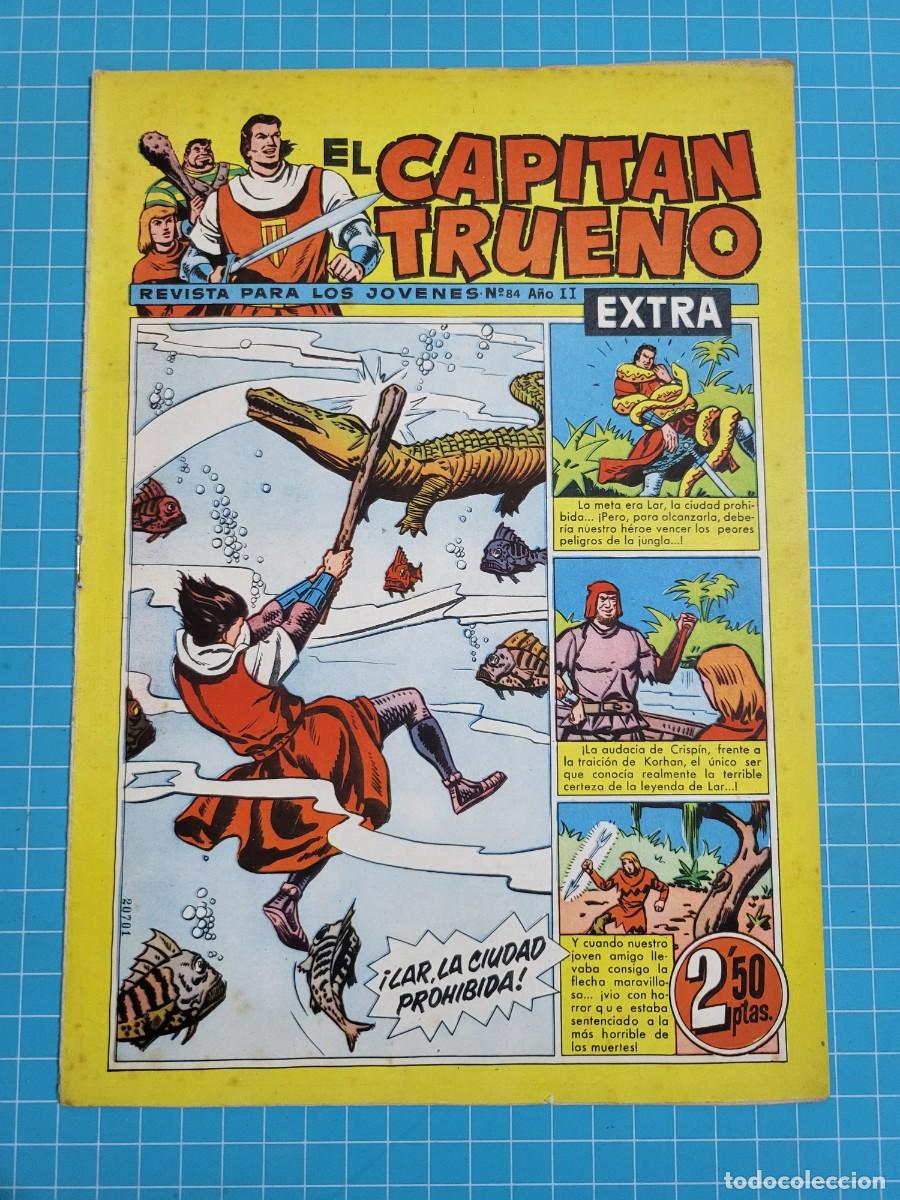 EL CAPITAN
TRUENO
REVISTA PARA LOS JOVENES·Nº84 Año II
EXTRA
La meta era Lar, la ciudad prohi-
bida... ¡Pero, para alcanzarla, debe-
ría nuestro héroe vencer los peores
peligros de la jungla...!
¡La audacia de Crispín, frente a
la traición de Korhan, el único ser
que conocía realmente la terrible
certeza de la leyenda de Lar...!
Y cuando nuestro
joven amigo lle-
vaba consigo la
flecha maravillo-
sa... ¡vio con ho-
rror que estaba
sentenciado a la
más horrible de
las muertes!
¡LAR, LA CIUDAD
PROHIBIDA!
2'50
ptas.
20701
todocoleccion